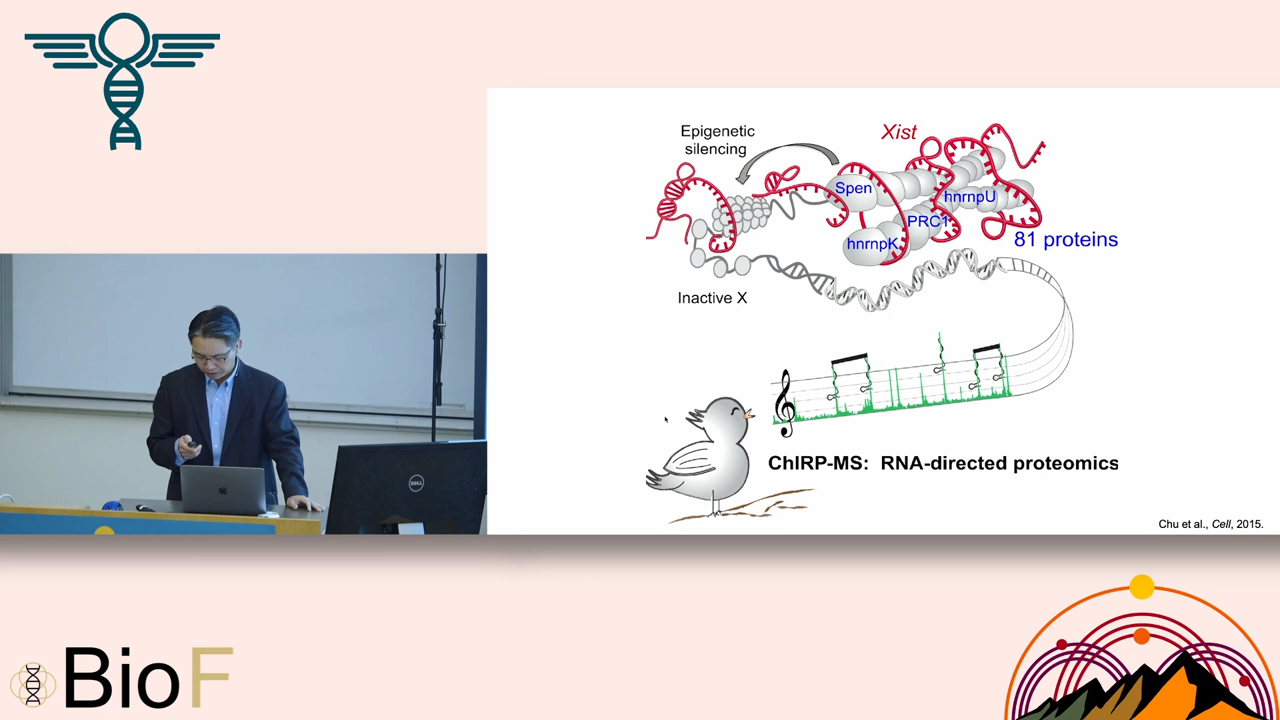 Epigenetic
silencing
Xist
Spen
hnrnpU
PRC1
hnrnpK
81 proteins
Inactive X
ChIRP-MS: RNA-directed proteomics
Chu et al., Cell, 2015.
DELL
BioF